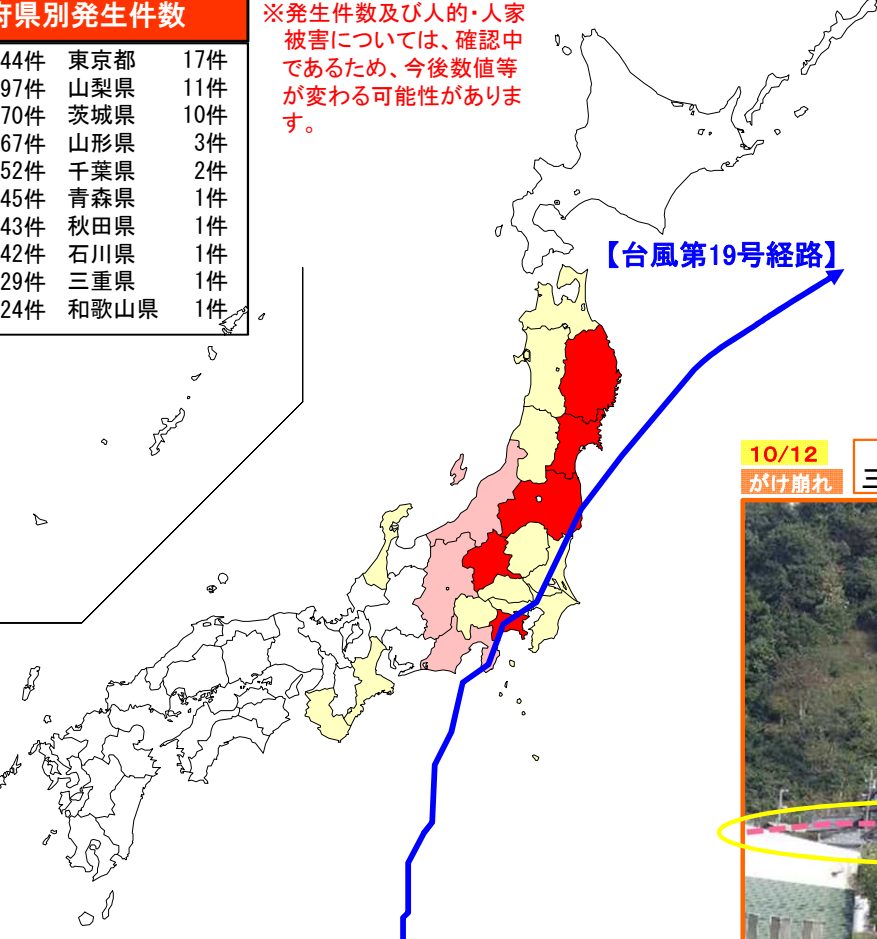 府県別発生件数
44件 東京都 17件
97件 山梨県 11件
70件 茨城県 10件
67件 山形県 3件
52件 千葉県 2件
45件 青森県 1件
43件 秋田県 1件
42件 石川県 1件
29件 三重県 1件
24件 和歌山県 1件
※発生件数及び人的・人家
被害については、確認中
であるため、今後数値等
が変わる可能性がありま
す。
【台風第19号経路】
10/12
がけ崩れ 三